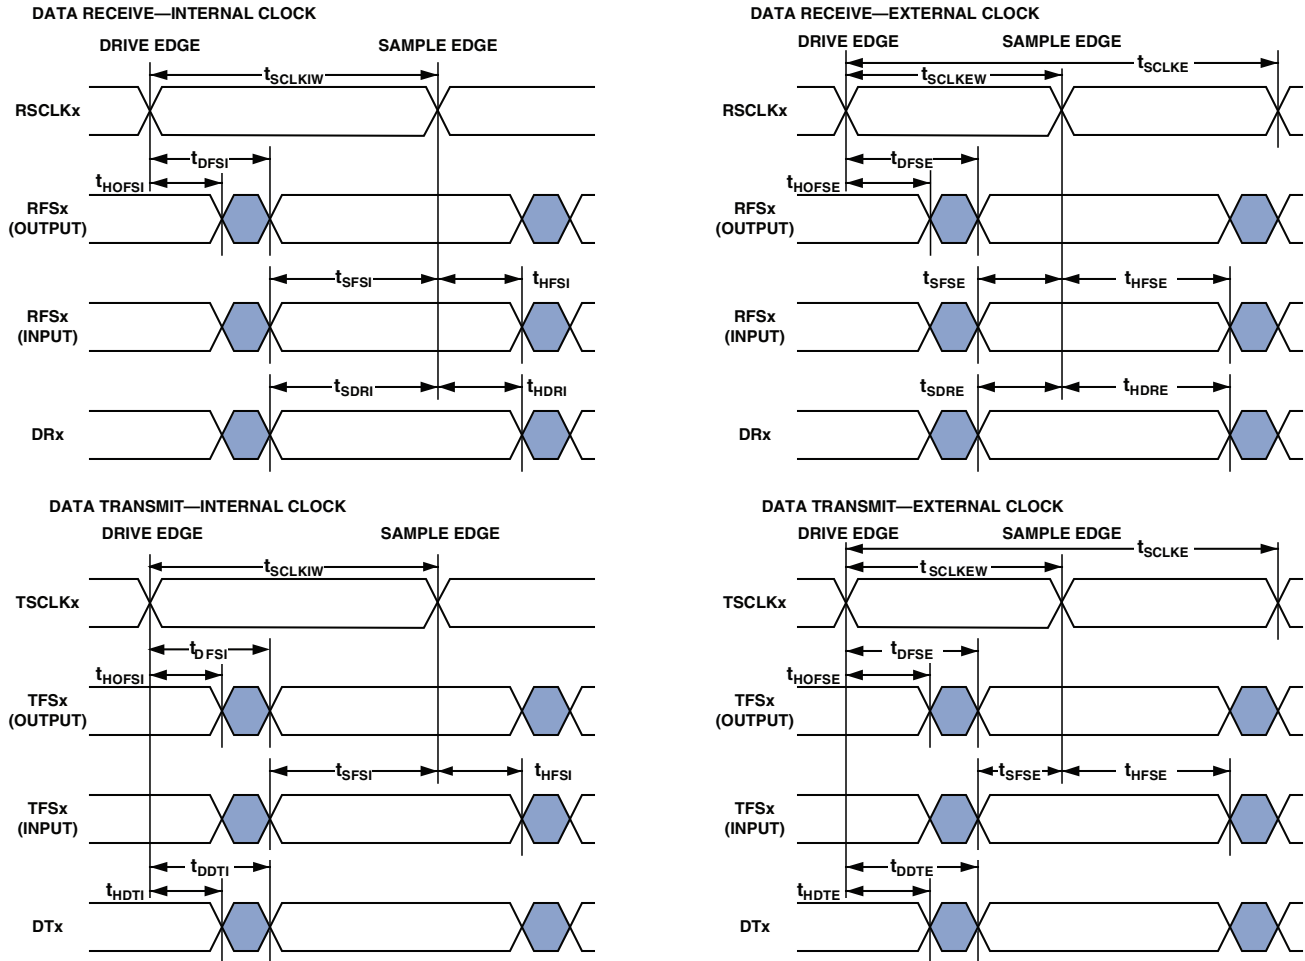 DATA RECEIVE—INTERNAL CLOCK
DRIVE EDGE
SAMPLE EDGE
tSCLKIW
RSCLKx
tDFSI
tHOFSI
RFSx
(OUTPUT)
tSFSI
tHFSI
RFSx
(INPUT)
tSDRI
tHDRI
DRx
DATA RECEIVE—EXTERNAL CLOCK
DRIVE EDGE
SAMPLE EDGE
tSCLKE
tSCLKEW
RSCLKx
tDFSE
tHOFSE
RFSx
(OUTPUT)
tSFSE
tHFSE
RFSx
(INPUT)
tSDRE
tHDRE
DRx
DATA TRANSMIT—INTERNAL CLOCK
DRIVE EDGE
SAMPLE EDGE
tSCLKIW
TSCLKx
tDFSI
tHOFSI
TFSx
(OUTPUT)
tSFSI
tHFSI
TFSx
(INPUT)
tDDTI
tHDTI
DTx
DATA TRANSMIT—EXTERNAL CLOCK
DRIVE EDGE
SAMPLE EDGE
tSCLKE
tSCLKEW
TSCLKx
tDFSE
tHOFSE
TFSx
(OUTPUT)
tSFSE
tHFSE
TFSx
(INPUT)
tDDTE
tHDTE
DTx